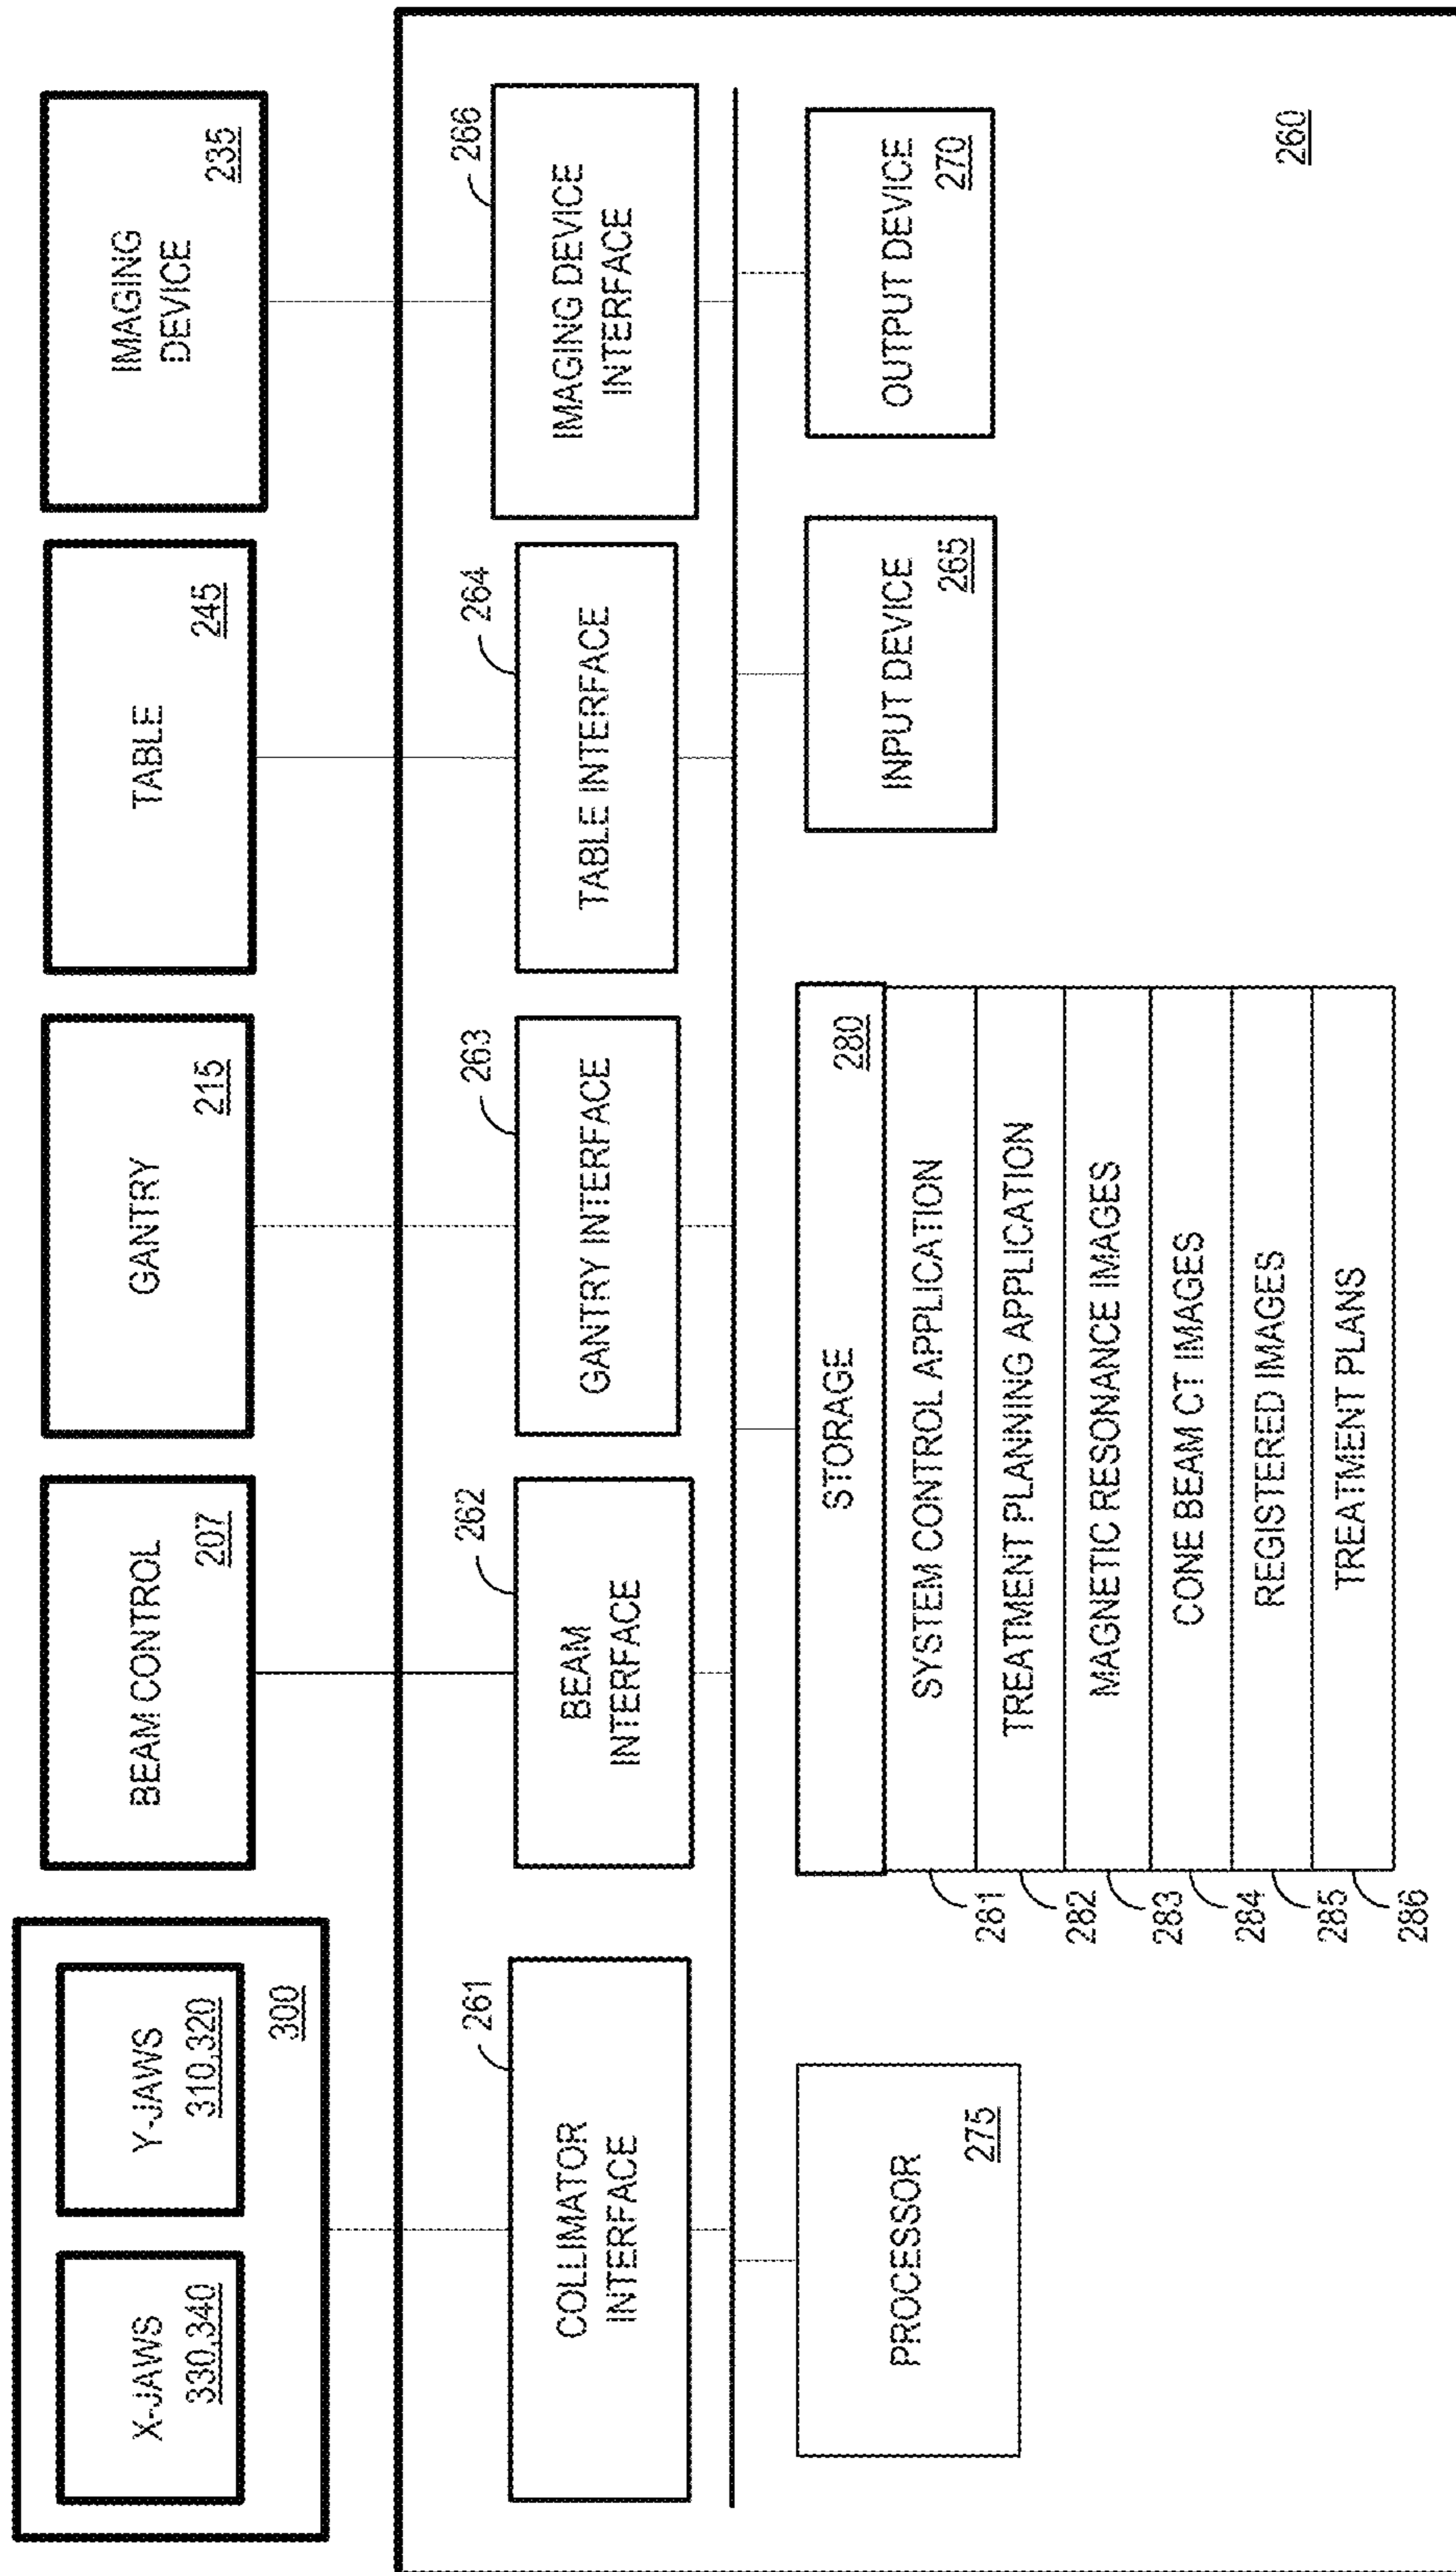 X-JAWS
330,340
Y-JAWS
310,320
300
BEAM CONTROL
207
GANTRY
215
TABLE
245
IMAGING
DEVICE
235
COLLIMATOR
INTERFACE
261
BEAM
INTERFACE
262
GANTRY INTERFACE
263
TABLE INTERFACE
264
IMAGING DEVICE
INTERFACE
266
PROCESSOR
275
STORAGE
280
SYSTEM CONTROL APPLICATION
281
TREATMENT PLANNING APPLICATION
282
MAGNETIC RESONANCE IMAGES
283
CONE BEAM CT IMAGES
284
REGISTERED IMAGES
285
TREATMENT PLANS
286
INPUT DEVICE
265
OUTPUT DEVICE
270
260